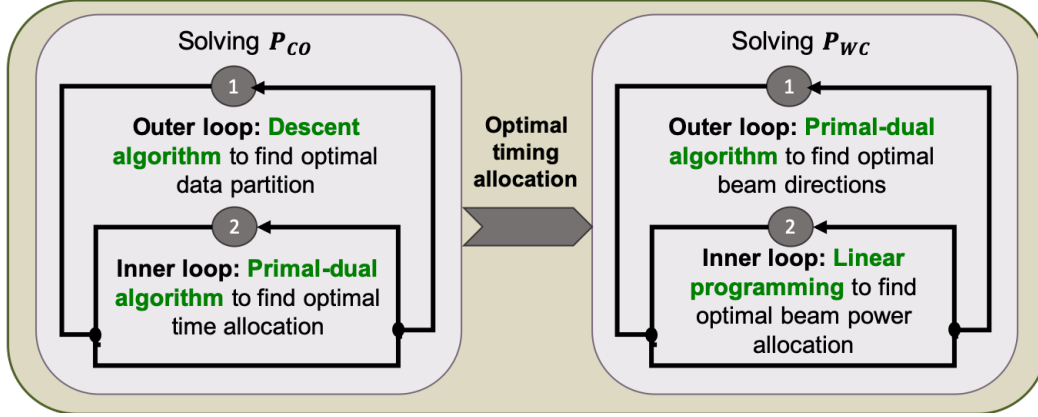 Solving P_CO
1
Outer loop: Descent
algorithm to find optimal
data partition
2
Inner loop: Primal-dual
algorithm to find optimal
time allocation
Optimal
timing
allocation
Solving P_WC
1
Outer loop: Primal-dual
algorithm to find optimal
beam directions
2
Inner loop: Linear
programming to find
optimal beam power
allocation